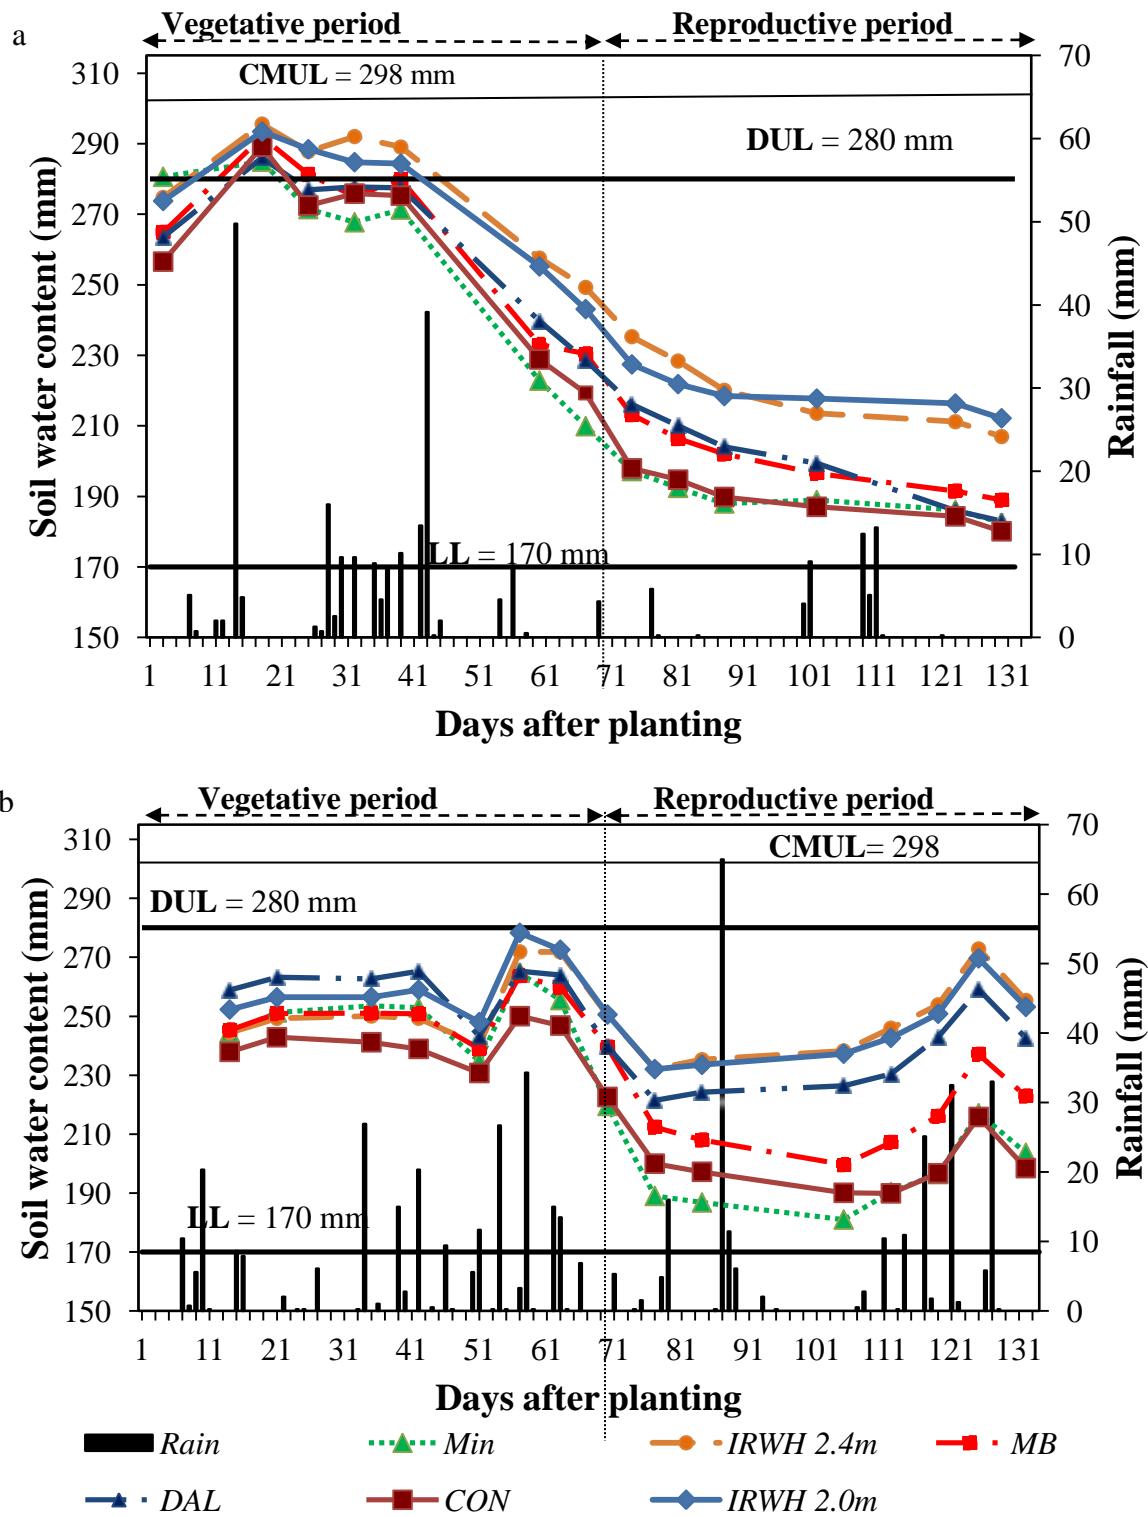 a
Vegetative period
Reproductive period
CMUL = 298 mm
DUL = 280 mm
LL = 170 mm
Soil water content (mm)
310
290
270
250
230
210
190
170
150
Rainfall (mm)
70
60
50
40
30
20
10
0
1 11 21 31 41 51 61 71 81 91 101 111 121 131
Days after planting
b
Vegetative period
Reproductive period
CMUL= 298
DUL = 280 mm
LL = 170 mm
Soil water content (mm)
310
290
270
250
230
210
190
170
150
Rainfall (mm)
70
60
50
40
30
20
10
0
1 11 21 31 41 51 61 71 81 91 101 111 121 131
Days after planting
Rain Min IRWH 2.4m MB
DAL CON IRWH 2.0m